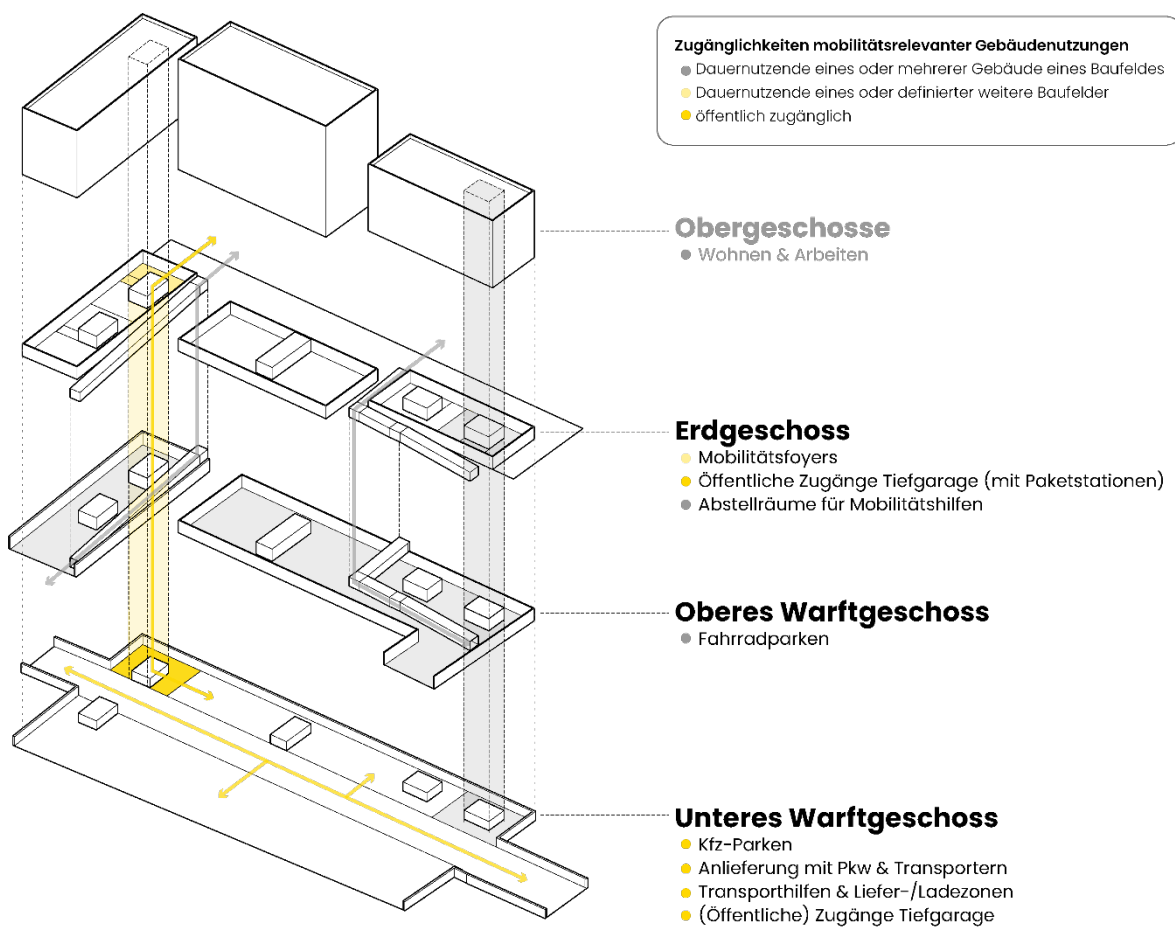 Zugänglichkeiten mobilitätsrelevanter Gebäudenutzungen
Dauernutzende eines oder mehrerer Gebäude eines Baufeldes
Dauernutzende eines oder definierter weitere Baufelder
öffentlich zugänglich
Obergeschosse
Wohnen & Arbeiten
Erdgeschoss
Mobilitätsfoyers
Öffentliche Zugänge Tiefgarage (mit Paketstationen)
Abstellräume für Mobilitätshilfen
Oberes Warftgeschoss
Fahrradparken
Unteres Warftgeschoss
Kfz-Parken
Anlieferung mit Pkw & Transportern
Transporthilfen & Liefer-/Ladezonen
(Öffentliche) Zugänge Tiefgarage